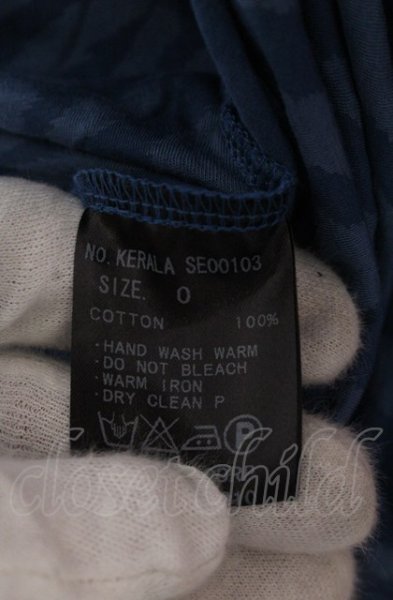 NO. KERALA SE00103
SIZE. 0
COTTON 100%
·HAND WASH WARM
·DO NOT BLEACH
·WARM IRON
·DRY CLEAN P
P
closetchild